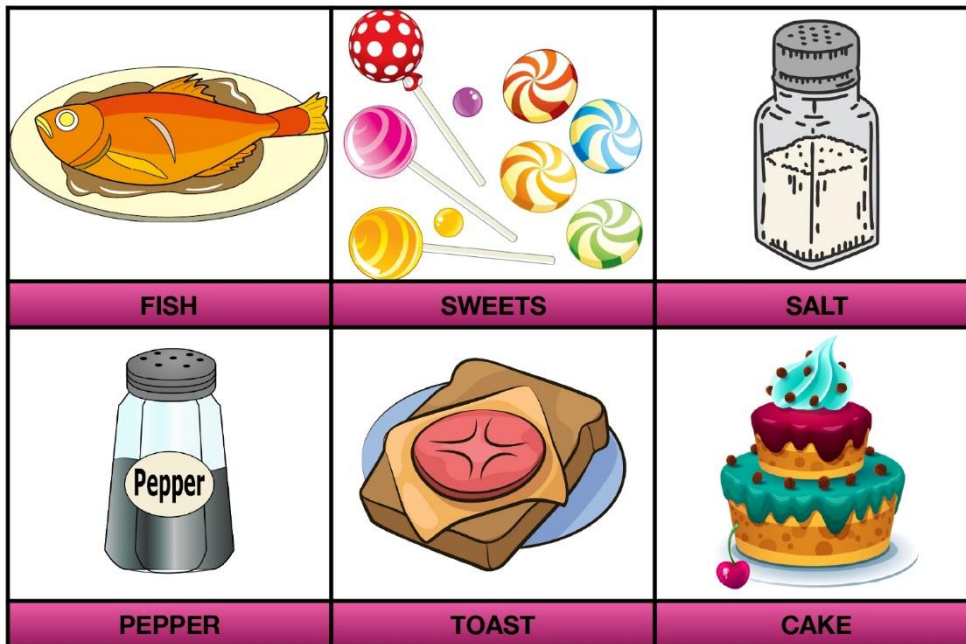 FISH
SWEETS
SALT
Pepper
PEPPER
TOAST
CAKE